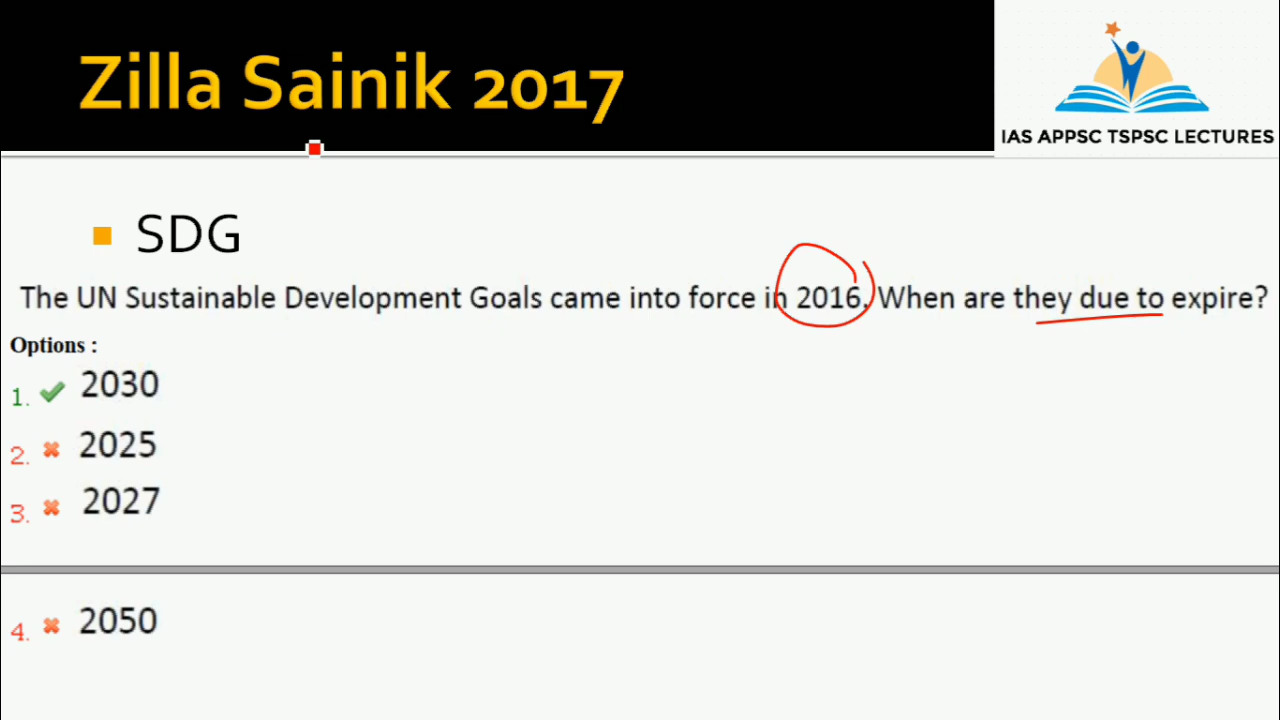 Zilla Sainik 2017
IAS APPSC TSPSC LECTURES
SDG
The UN Sustainable Development Goals came into force in 2016. When are they due to expire?
Options :
1. 2030
2. 2025
3. 2027
4. 2050